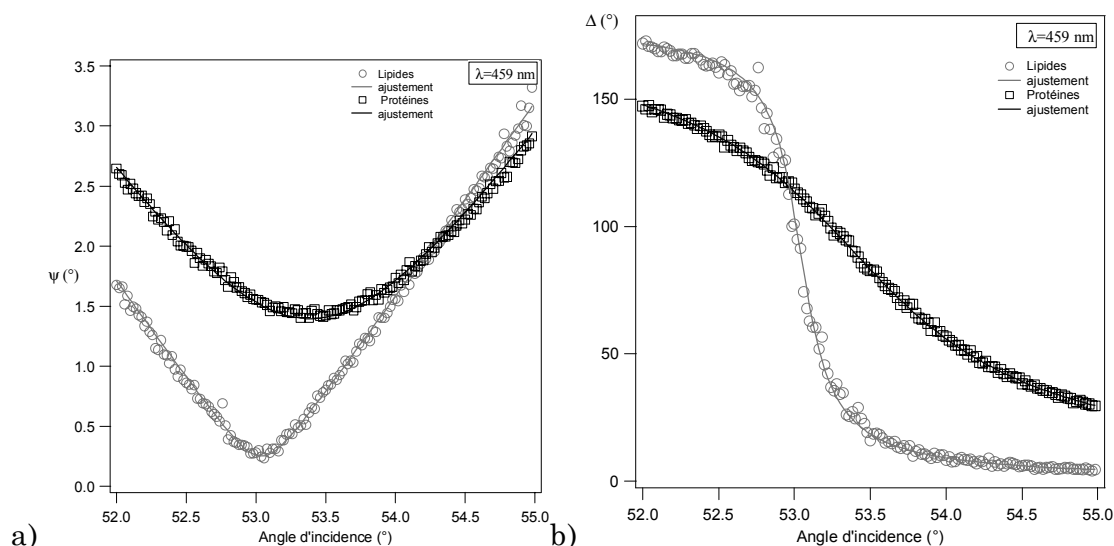 λ=459 nm
Lipides
ajustement
Protéines
ajustement
3.5
3.0
2.5
2.0
1.5
1.0
0.5
0.0
ψ (°)
52.0 52.5 53.0 53.5 54.0 54.5 55.0
Angle d'incidence (°)
a)
Δ (°)
λ=459 nm
Lipides
ajustement
Protéines
ajustement
150
100
50
0
52.0 52.5 53.0 53.5 54.0 54.5 55.0
Angle d'incidence (°)
b)